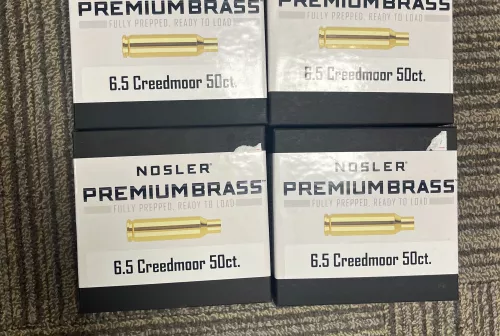 PREMIUM BRASS
FULLY PREPPED, READY TO LOAD
6.5 Creedmoor 50ct.
PREMIUM BRASS
FULLY PREPPED, READY TO LOAD
6.5 Creedmoor 50ct.
NOSLER®
PREMIUM BRASS™
FULLY PREPPED, READY TO LOAD
6.5 Creedmoor 50ct.
NOSLER®
PREMIUM BRASS
FULLY PREPPED, READY TO LOAD
6.5 Creedmoor 50ct.